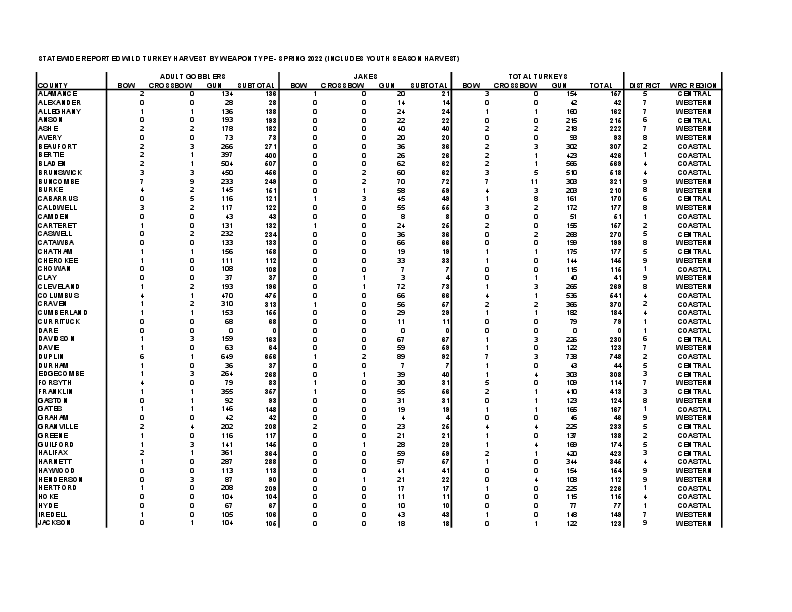 STATEWIDE REPORTED WILD TURKEY HARVEST BY WEAPON TYPE - SPRING 2022 (INCLUDES YOUTH SEASON HARVEST)
ADULT GOBBLERS JAKES TOTAL TURKEYS
COUNTY BOW CROSSBOW GUN SUBTOTAL BOW CROSSBOW GUN SUBTOTAL BOW CROSSBOW GUN TOTAL DISTRICT WRC REGION
ALAMANCE 2 0 134 136 1 0 20 21 3 0 154 157 5 CENTRAL
ALEXANDER 0 0 28 28 0 0 14 14 0 0 42 42 7 WESTERN
ALLEGHANY 1 1 136 138 0 0 24 24 1 1 160 162 7 WESTERN
ANSON 0 0 193 193 0 0 22 22 0 0 215 215 6 CENTRAL
ASHE 2 2 178 182 0 0 40 40 2 2 218 222 7 WESTERN
AVERY 0 0 73 73 0 0 20 20 0 0 93 93 8 WESTERN
BEAUFORT 2 3 266 271 0 0 36 36 2 3 302 307 2 COASTAL
BERTIE 2 1 397 400 0 0 26 26 2 1 423 426 1 COASTAL
BLADEN 2 1 504 507 0 0 62 62 2 1 566 569 4 COASTAL
BRUNSWICK 3 3 450 456 0 2 60 62 3 5 510 518 4 COASTAL
BUNCOMBE 7 9 233 249 0 2 70 72 7 11 303 321 9 WESTERN
BURKE 4 2 145 151 0 1 58 59 4 3 203 210 8 WESTERN
CABARRUS 0 5 116 121 1 3 45 49 1 8 161 170 6 CENTRAL
CALDWELL 3 2 117 122 0 0 55 55 3 2 172 177 8 WESTERN
CAMDEN 0 0 43 43 0 0 8 8 0 0 51 51 1 COASTAL
CARTERET 1 0 131 132 1 0 24 25 2 0 155 157 2 COASTAL
CASWELL 0 2 232 234 0 0 36 36 0 2 268 270 5 CENTRAL
CATAWBA 0 0 133 133 0 0 66 66 0 0 199 199 8 WESTERN
CHATHAM 1 1 156 158 0 0 19 19 1 1 175 177 5 CENTRAL
CHEROKEE 1 0 111 112 0 0 33 33 1 0 144 145 9 WESTERN
CHOWAN 0 0 108 108 0 0 7 7 0 0 115 115 1 COASTAL
CLAY 0 0 37 37 0 1 3 4 0 1 40 41 9 WESTERN
CLEVELAND 1 2 193 196 0 1 72 73 1 3 265 269 8 WESTERN
COLUMBUS 4 1 470 475 0 0 66 66 4 1 536 541 4 COASTAL
CRAVEN 1 2 310 313 1 0 56 57 2 2 366 370 2 COASTAL
CUMBERLAND 1 1 153 155 0 0 29 29 1 1 182 184 4 COASTAL
CURRITUCK 0 0 68 68 0 0 11 11 0 0 79 79 1 COASTAL
DARE 0 0 0 0 0 0 0 0 0 0 0 0 1 COASTAL
DAVIDSON 1 3 159 163 0 0 67 67 1 3 226 230 6 CENTRAL
DAVIE 1 0 63 64 0 0 59 59 1 0 122 123 7 WESTERN
DUPLIN 6 1 649 656 1 2 89 92 7 3 738 748 2 COASTAL
DURHAM 1 0 36 37 0 0 7 7 1 0 43 44 5 CENTRAL
EDGECOMBE 1 3 264 268 0 1 39 40 1 4 303 308 3 CENTRAL
FORSYTH 4 0 79 83 1 0 30 31 5 0 109 114 7 WESTERN
FRANKLIN 1 1 355 357 1 0 55 56 2 1 410 413 3 CENTRAL
GASTON 0 1 92 93 0 0 31 31 0 1 123 124 8 WESTERN
GATES 1 1 146 148 0 0 19 19 1 1 165 167 1 COASTAL
GRAHAM 0 0 42 42 0 0 4 4 0 0 46 46 9 WESTERN
GRANVILLE 2 4 202 208 2 0 23 25 4 4 225 233 5 CENTRAL
GREENE 1 0 116 117 0 0 21 21 1 0 137 138 2 COASTAL
GUILFORD 1 3 141 145 0 1 28 29 1 4 169 174 5 CENTRAL
HALIFAX 2 1 361 364 0 0 59 59 2 1 420 423 3 CENTRAL
HARNETT 1 0 287 288 0 0 57 57 1 0 344 345 4 COASTAL
HAYWOOD 0 0 113 113 0 0 41 41 0 0 154 154 9 WESTERN
HENDERSON 0 3 87 90 0 1 21 22 0 4 108 112 9 WESTERN
HERTFORD 1 0 208 209 0 0 17 17 1 0 225 226 1 COASTAL
HOKE 0 0 104 104 0 0 11 11 0 0 115 115 4 COASTAL
HYDE 0 0 67 67 0 0 10 10 0 0 77 77 1 COASTAL
IREDELL 1 0 105 106 0 0 43 43 1 0 148 149 7 WESTERN
JACKSON 0 1 104 105 0 0 18 18 0 1 122 123 9 WESTERN